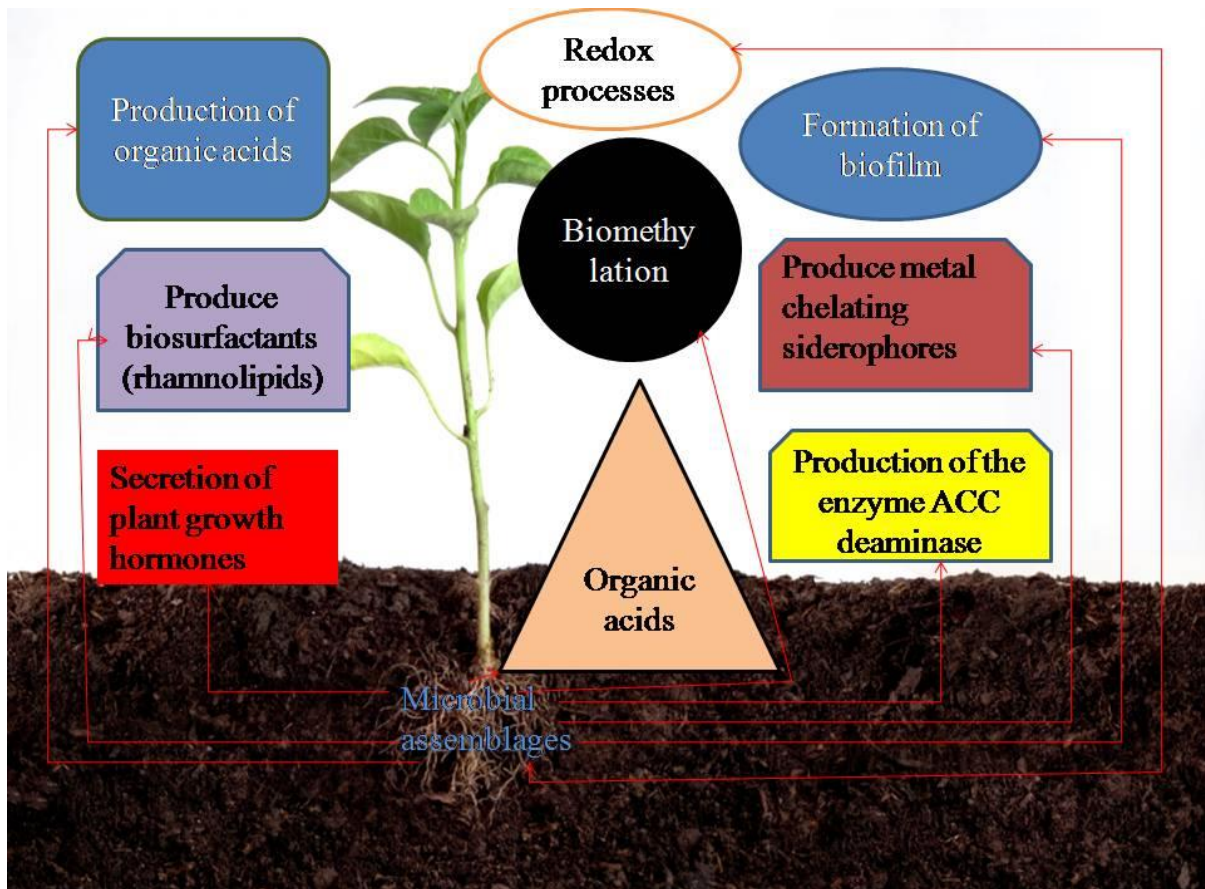 Redox
processes
Production of
organic acids
Formation of
biofilm
Biomethy
lation
Produce
biosurfactants
(rhamnolipids)
Produce metal
chelating
siderophores
Secretion of
plant growth
hormones
Production of the
enzyme ACC
deaminase
Organic
acids
Microbial
assemblages